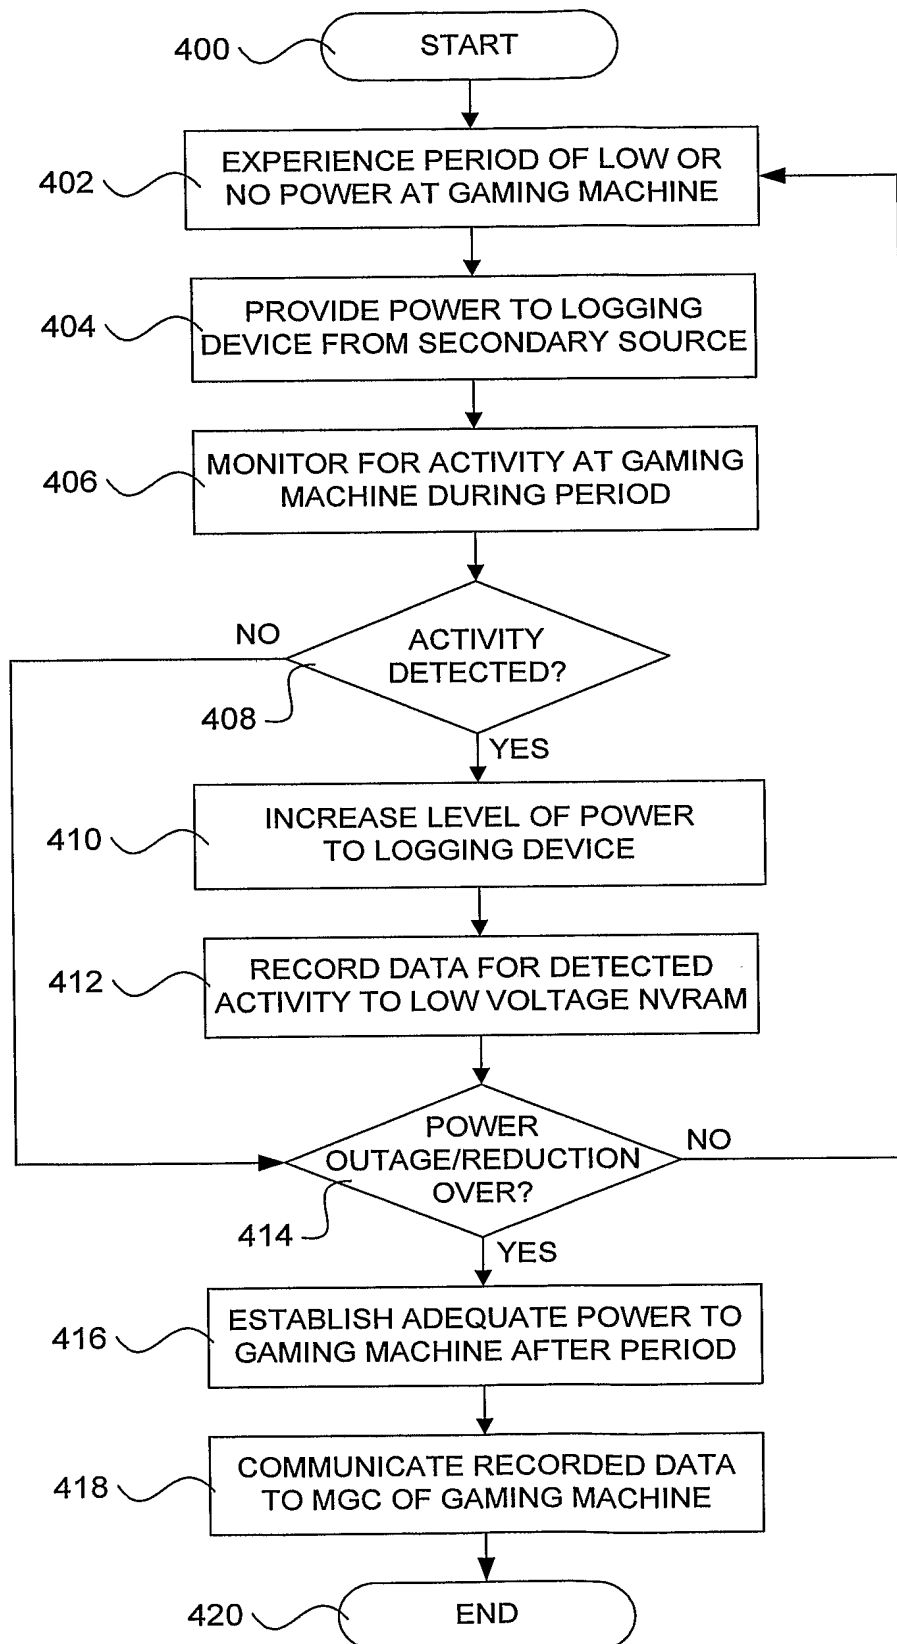 400
START
402
EXPERIENCE PERIOD OF LOW OR
NO POWER AT GAMING MACHINE
404
PROVIDE POWER TO LOGGING
DEVICE FROM SECONDARY SOURCE
406
MONITOR FOR ACTIVITY AT GAMING
MACHINE DURING PERIOD
NO
ACTIVITY
DETECTED?
408
YES
410
INCREASE LEVEL OF POWER
TO LOGGING DEVICE
412
RECORD DATA FOR DETECTED
ACTIVITY TO LOW VOLTAGE NVRAM
POWER
OUTAGE/REDUCTION
OVER?
NO
414
YES
416
ESTABLISH ADEQUATE POWER TO
GAMING MACHINE AFTER PERIOD
418
COMMUNICATE RECORDED DATA
TO MGC OF GAMING MACHINE
420
END